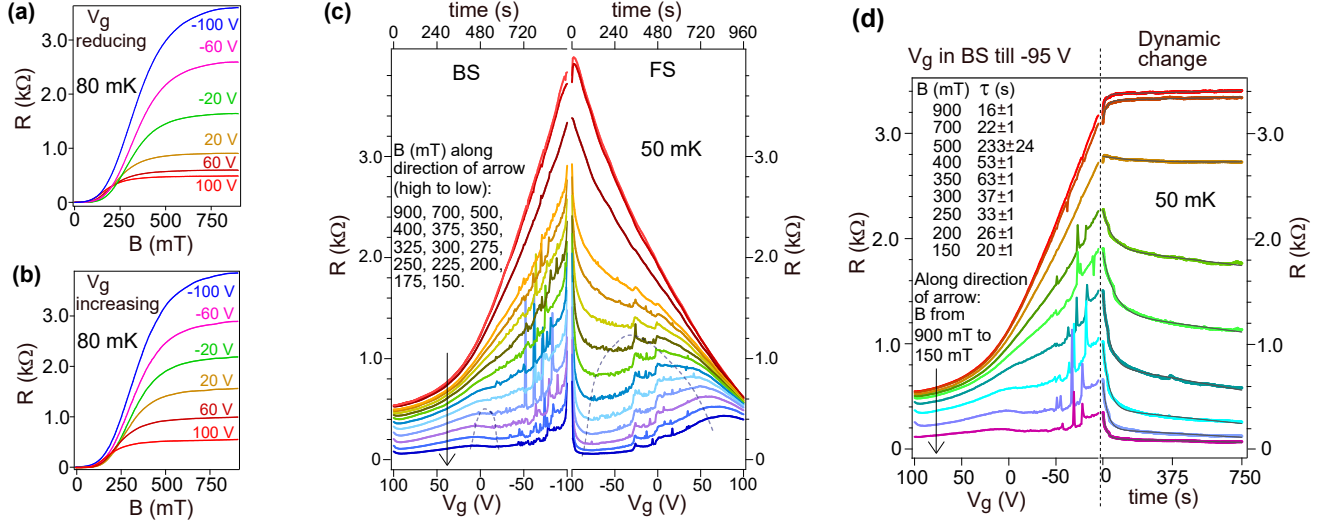 (a)
V_g
reducing
80 mK
-100 V
-60 V
-20 V
20 V
60 V
100 V
R (kΩ)
3.0
2.0
1.0
0
0
250
500
750
B (mT)
(b)
V_g
increasing
80 mK
-100 V
-60 V
-20 V
20 V
60 V
100 V
R (kΩ)
3.0
2.0
1.0
0
0
250
500
750
B (mT)
(c)
time (s)
time (s)
0 240 480 720 0 240 480 720 960
BS
FS
50 mK
B (mT) along
direction of arrow
(high to low):
900, 700, 500,
400, 375, 350,
325, 300, 275,
250, 225, 200,
175, 150.
R (kΩ)
3.0
2.0
1.0
0
3.0
2.0
1.0
0
R (kΩ)
100 50 0 -50 -100 -50 0 50 100
V_g (V)
V_g (V)
(d)
V_g in BS till -95 V
Dynamic
change
B (mT) τ (s)
900 16±1
700 22±1
500 233±24
400 53±1
350 63±1
300 37±1
250 33±1
200 26±1
150 20±1
50 mK
Along direction
of arrow:
B from
900 mT to
150 mT
R (kΩ)
3.0
2.0
1.0
0
3.0
2.0
1.0
0
R (kΩ)
100 50 0 -50 0 375 750
V_g (V)
time (s)